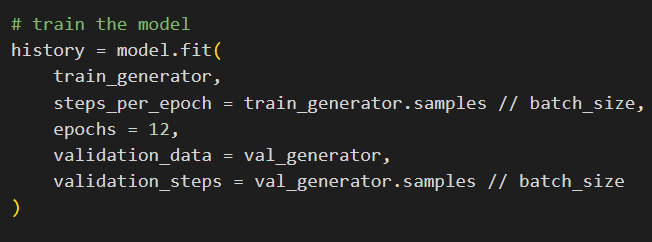 # train the model
history = model.fit(
    train_generator,
    steps_per_epoch = train_generator.samples // batch_size,
    epochs = 12,
    validation_data = val_generator,
    validation_steps = val_generator.samples // batch_size
)